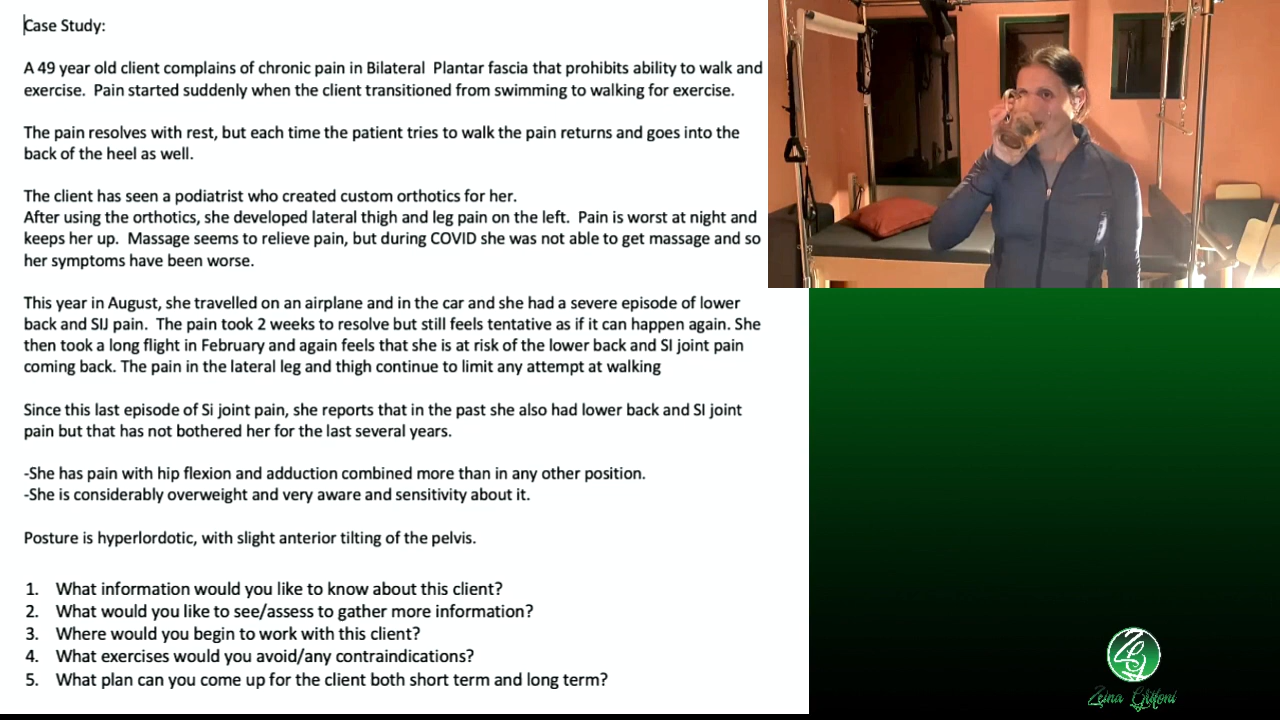 Case Study:
A 49 year old client complains of chronic pain in Bilateral Plantar fascia that prohibits ability to walk and
exercise. Pain started suddenly when the client transitioned from swimming to walking for exercise.
The pain resolves with rest, but each time the patient tries to walk the pain returns and goes into the
back of the heel as well.
The client has seen a podiatrist who created custom orthotics for her.
After using the orthotics, she developed lateral thigh and leg pain on the left. Pain is worst at night and
keeps her up. Massage seems to relieve pain, but during COVID she was not able to get massage and so
her symptoms have been worse.
This year in August, she travelled on an airplane and in the car and she had a severe episode of lower
back and SIJ pain. The pain took 2 weeks to resolve but still feels tentative as if it can happen again. She
then took a long flight in February and again feels that she is at risk of the lower back and SI joint pain
coming back. The pain in the lateral leg and thigh continue to limit any attempt at walking
Since this last episode of Si joint pain, she reports that in the past she also had lower back and SI joint
pain but that has not bothered her for the last several years.
-She has pain with hip flexion and adduction combined more than in any other position.
-She is considerably overweight and very aware and sensitivity about it.
Posture is hyperlordotic, with slight anterior tilting of the pelvis.
1. What information would you like to know about this client?
2. What would you like to see/assess to gather more information?
3. Where would you begin to work with this client?
4. What exercises would you avoid/any contraindications?
5. What plan can you come up for the client both short term and long term?
ZG
Zeina Grifoni